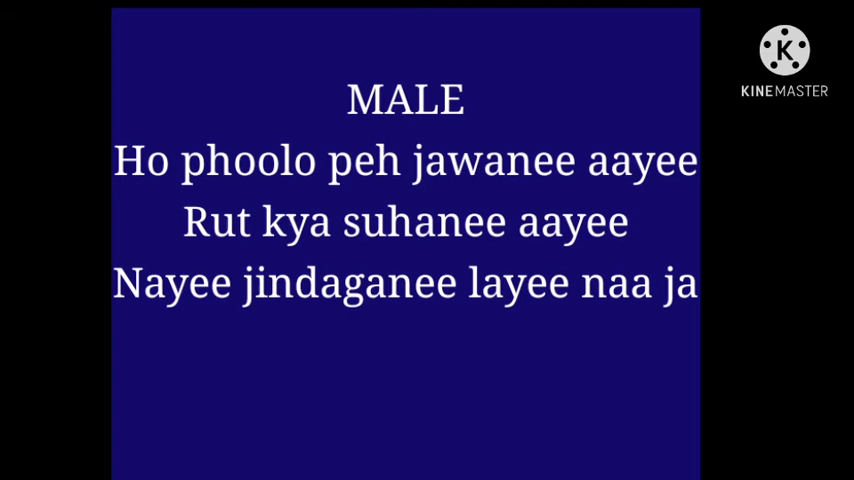 MALE
Ho phoolo peh jawanee aayee
Rut kya suhanee aayee
Nayee jindaganee layee naa ja
K
KINEMASTER